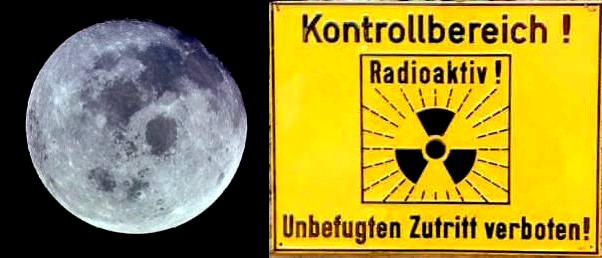 Kontrollbereich !
Radioaktiv !
Unbefugten Zutritt verboten!